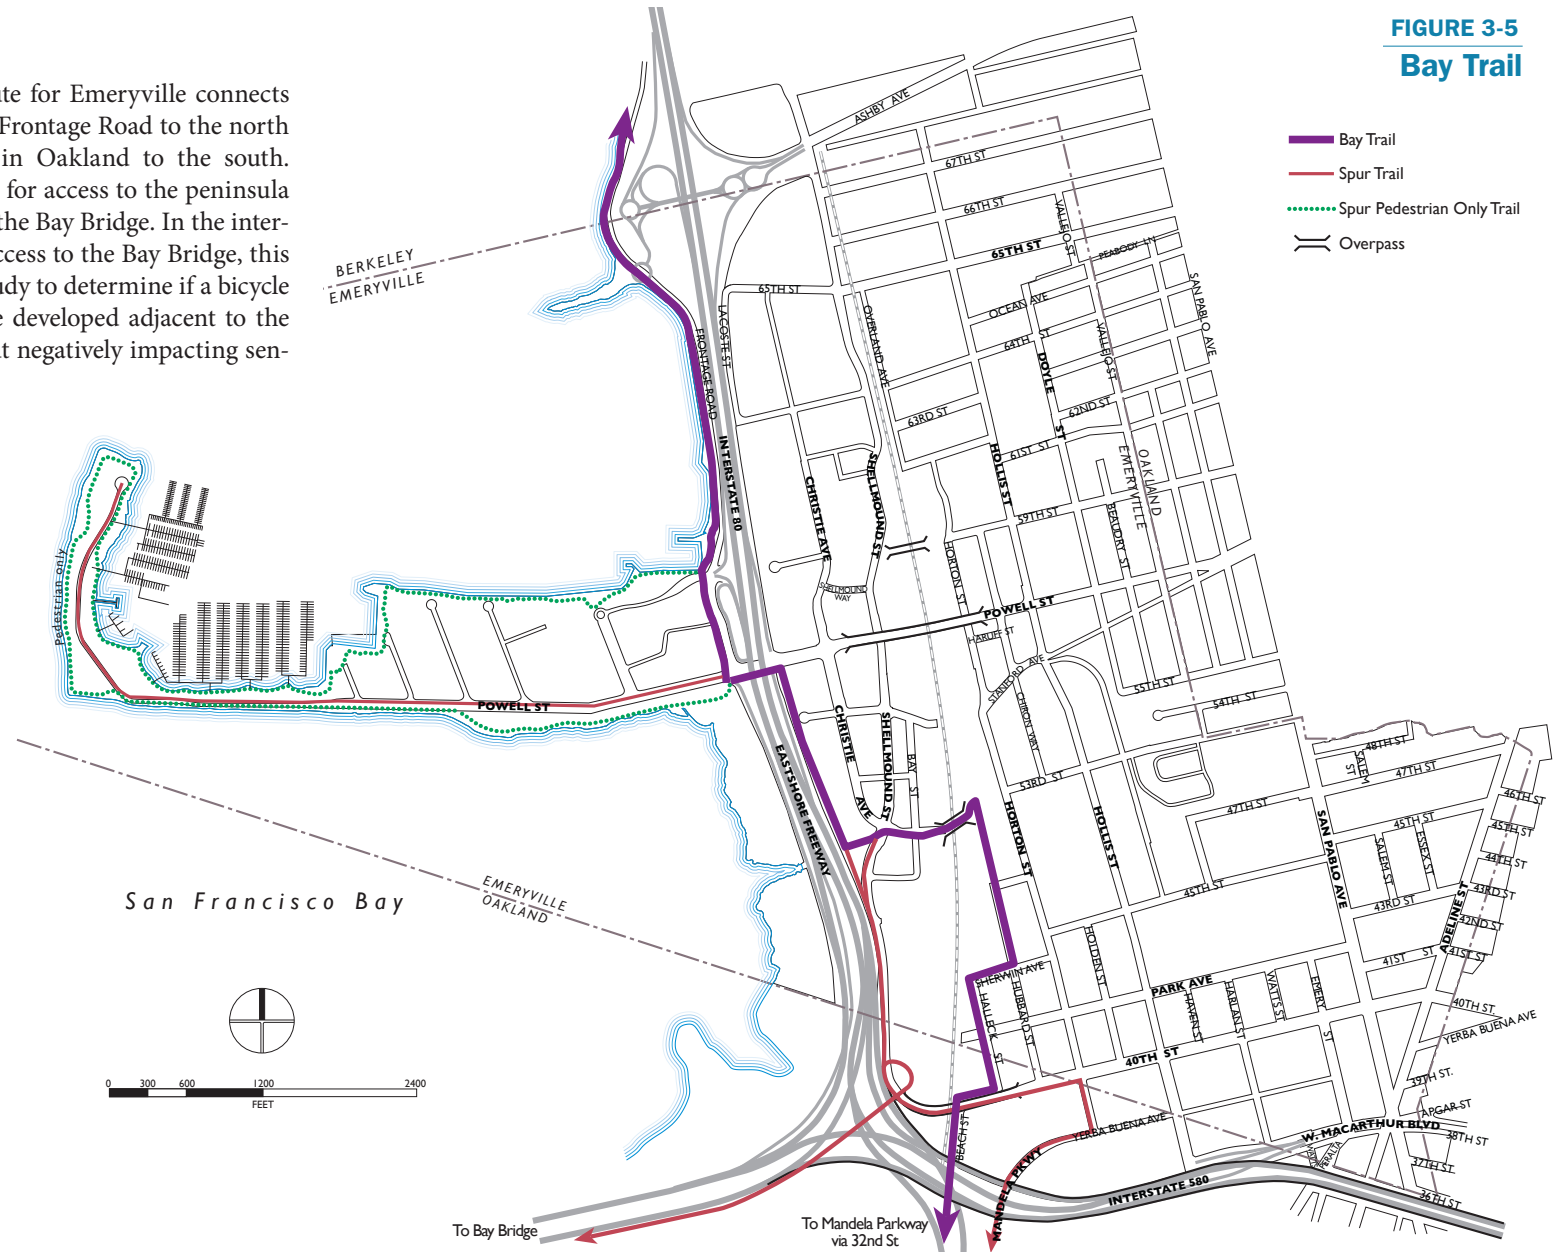 FIGURE 3-5
Bay Trail
ute for Emeryville connects
Frontage Road to the north
in Oakland to the south.
for access to the peninsula
the Bay Bridge. In the inter-
ccess to the Bay Bridge, this
udy to determine if a bicycle
e developed adjacent to the
t negatively impacting sen-
Bay Trail
Spur Trail
Spur Pedestrian Only Trail
Overpass
ASHBY AVE
67TH ST
66TH ST
VALLEJO ST
65TH ST
PEABODY LN
BERKELEY
EMERYVILLE
65TH ST
LACOSTE ST
FRONTAGE ROAD
OVERLAND AVE
OCEAN AVE
64TH ST
VALLEJO ST
SAN PABLO AVE
DOYLE ST
62ND ST
63RD ST
61ST ST
HOLLIS ST
OAKLAND
EMERYVILLE
INTERSTATE 80
CHRISTIE AVE
SHELLMOUND ST
59TH ST
BEAUDRY ST
HORTON ST
SHELLMOUND
WAY
POWELL ST
HARUFF ST
STANFORD AVE
CHIRON WAY
55TH ST
54TH ST
Pedestrian only
POWELL ST
EASTSHORE FREEWAY
CHRISTIE AVE
SHELLMOUND ST
BAY ST
53RD ST
HORTON ST
HOLLIS ST
47TH ST
48TH ST
SALEM
ST
47TH ST
46TH ST
45TH ST
45TH ST
SAN PABLO AVE
SALEM ST
ESSEX ST
44TH ST
43RD ST
43RD ST
42ND ST
41ST ST
41ST ST
ADELINE ST
45TH ST
San Francisco Bay
EMERYVILLE
OAKLAND
SHERWIN AVE
HOLDEN ST
HALLECK ST
HUBBARD ST
PARK AVE
HAVEN ST
HARLAN ST
WATTS ST
EMERY ST
40TH ST
40TH ST.
YERBA BUENA AVE
39TH ST.
APGAR ST
W. MACARTHUR BLVD
38TH ST
37TH ST
36TH ST
PERALTA
YERBA BUENA AVE
BEACH ST
MANDELA PKWY
INTERSTATE 580
0 300 600 1200 2400
FEET
To Bay Bridge
To Mandela Parkway
via 32nd St